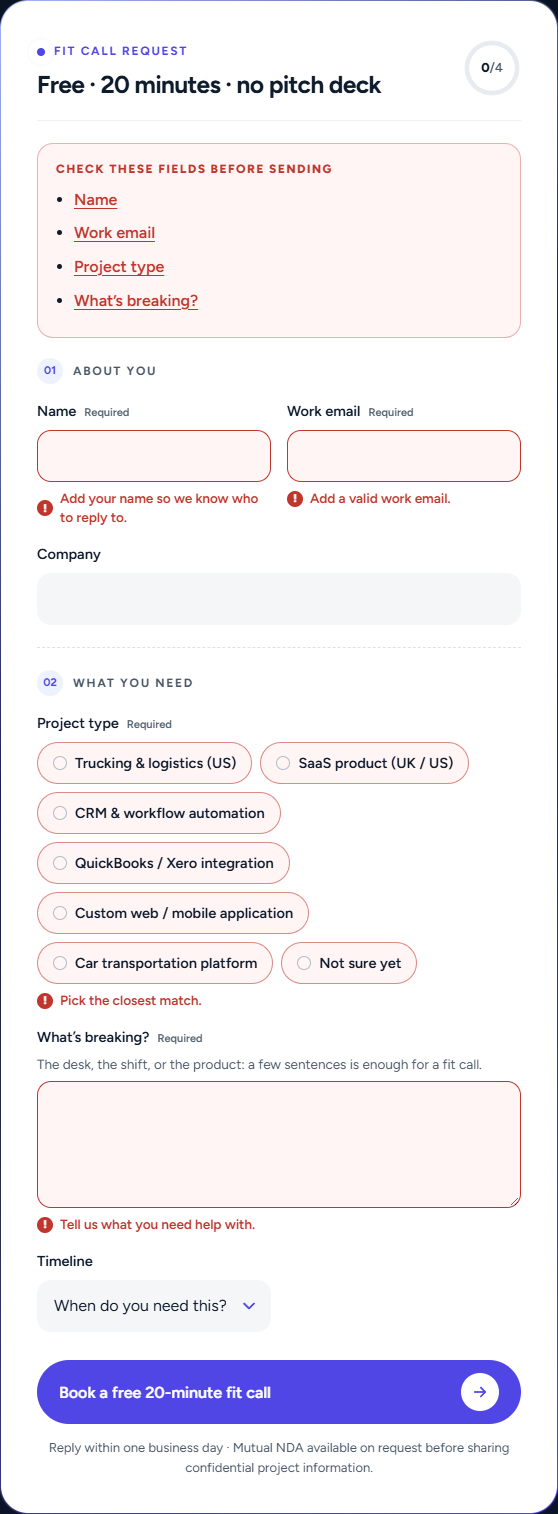 FIT CALL REQUEST
Free · 20 minutes · no pitch deck
0/4
CHECK THESE FIELDS BEFORE SENDING
• Name
• Work email
• Project type
• What's breaking?
01 ABOUT YOU
Name Required
Work email Required
! Add your name so we know who
to reply to.
! Add a valid work email.
Company
02 WHAT YOU NEED
Project type Required
Trucking & logistics (US)
SaaS product (UK / US)
CRM & workflow automation
QuickBooks / Xero integration
Custom web / mobile application
Car transportation platform
Not sure yet
! Pick the closest match.
What's breaking? Required
The desk, the shift, or the product: a few sentences is enough for a fit call.
! Tell us what you need help with.
Timeline
When do you need this?
Book a free 20-minute fit call
Reply within one business day · Mutual NDA available on request before sharing
confidential project information.